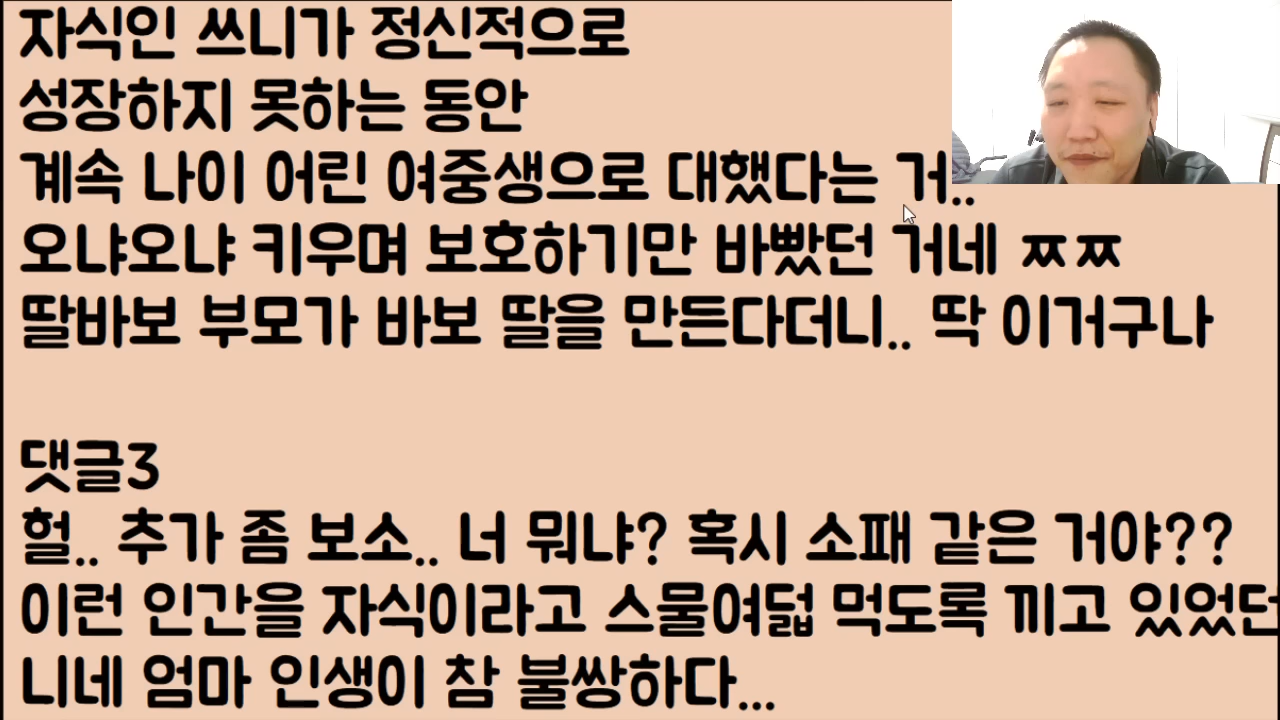 자식인 쓰니가 정신적으로
성장하지 못하는 동안
계속 나이 어린 여중생으로 대했다는 거..
오냐오냐 키우며 보호하기만 바빴던 거네 ㅉㅉ
딸바보 부모가 바보 딸을 만든다더니.. 딱 이거구나
댓글3
헐.. 추가 좀 보소.. 너 뭐냐? 혹시 소패 같은 거야??
이런 인간을 자식이라고 스물여덟 먹도록 끼고 있었던
니네 엄마 인생이 참 불쌍하다...